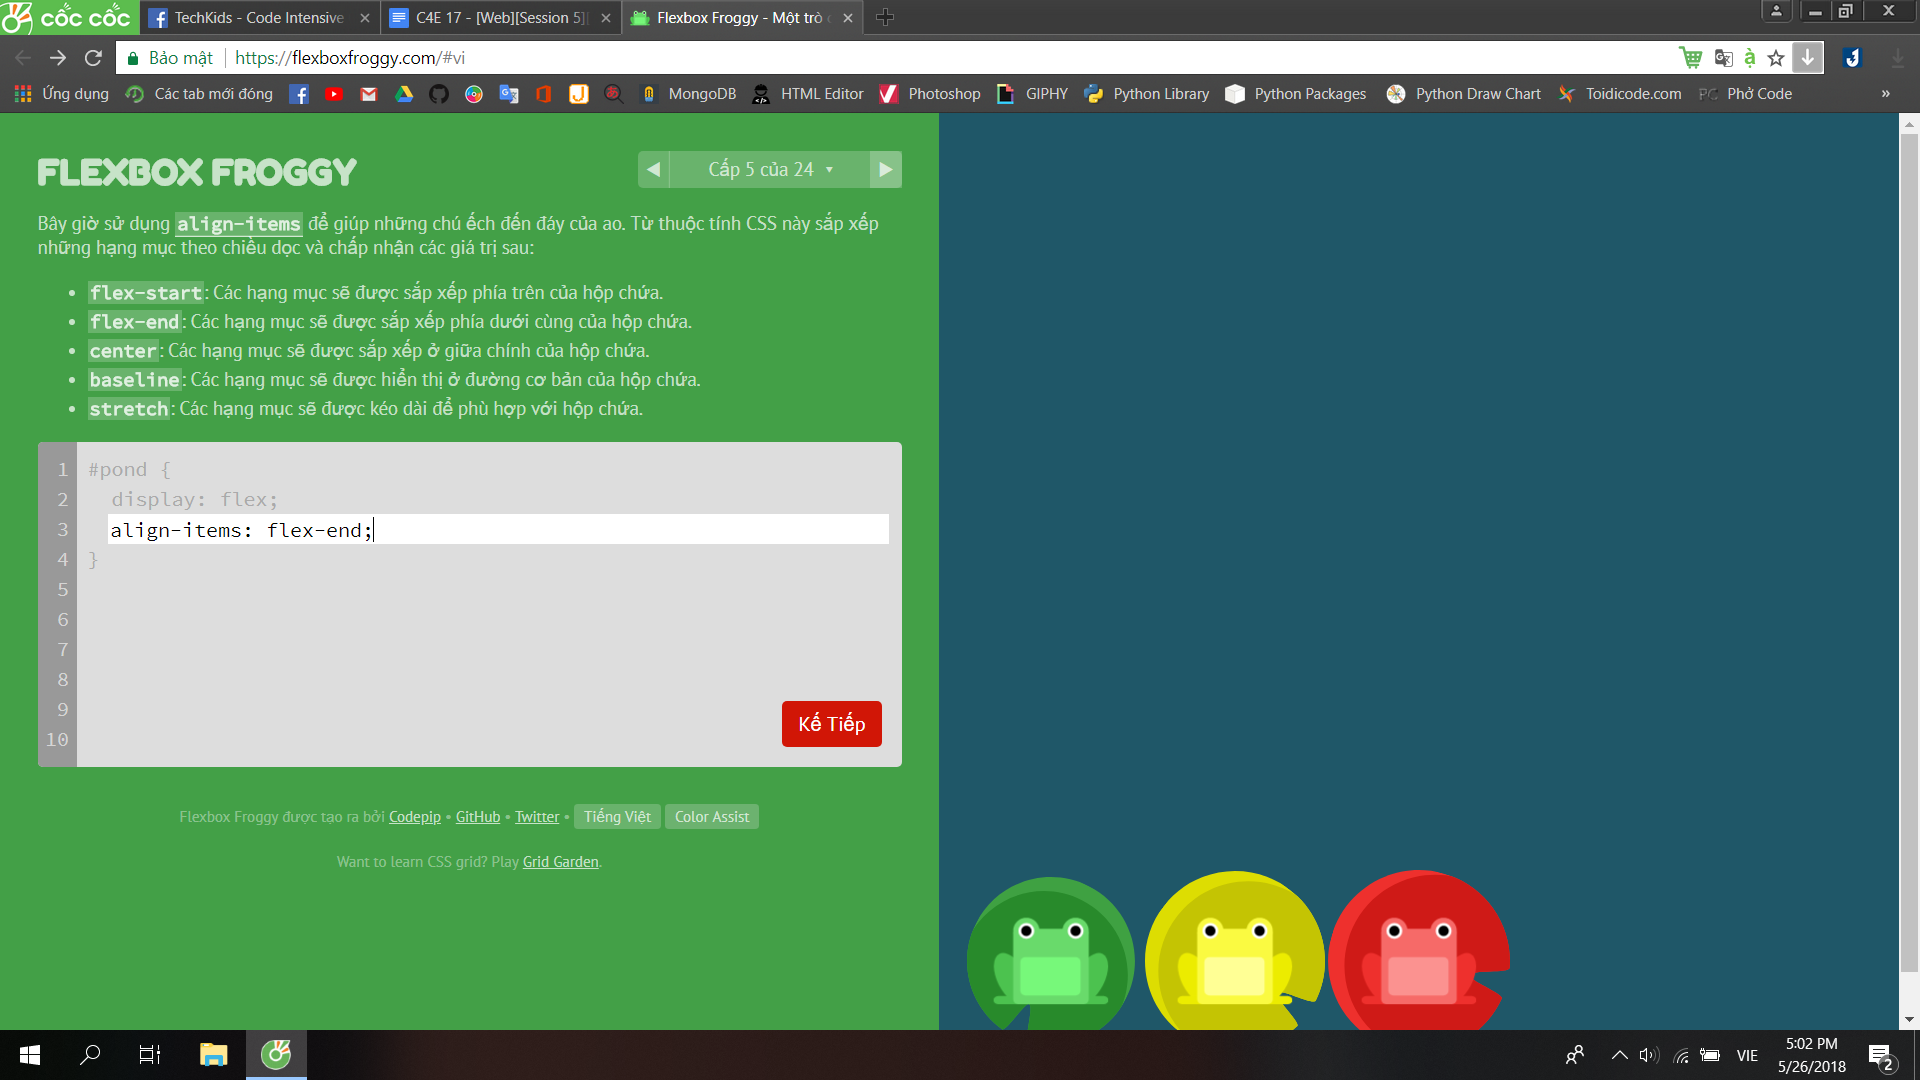 cốc cốc
TechKids - Code Intensive
C4E 17 - [Web][Session 5]
Flexbox Froggy - Một trò
Bảo mật
https://flexboxfroggy.com/#vi
Ứng dụng
Các tab mới đóng
MongoDB
HTML Editor
Photoshop
GIPHY
Python Library
Python Packages
Python Draw Chart
Toidicode.com
PC
Phở Code
»
FLEXBOX FROGGY
Cấp 5 của 24
Bây giờ sử dụng align-items để giúp những chú ếch đến đáy của ao. Từ thuộc tính CSS này sắp xếp
những hạng mục theo chiều dọc và chấp nhận các giá trị sau:
• flex-start: Các hạng mục sẽ được sắp xếp phía trên của hộp chứa.
• flex-end: Các hạng mục sẽ được sắp xếp phía dưới cùng của hộp chứa.
• center: Các hạng mục sẽ được sắp xếp ở giữa chính của hộp chứa.
• baseline: Các hạng mục sẽ được hiển thị ở đường cơ bản của hộp chứa.
• stretch: Các hạng mục sẽ được kéo dài để phù hợp với hộp chứa.
1 #pond {
2 display: flex;
3 align-items: flex-end;
4 }
5
6
7
8
9
10
Kế Tiếp
Flexbox Froggy được tạo ra bởi Codepip • GitHub • Twitter • Tiếng Việt Color Assist
Want to learn CSS grid? Play Grid Garden.
VIE
5:02 PM
5/26/2018
2